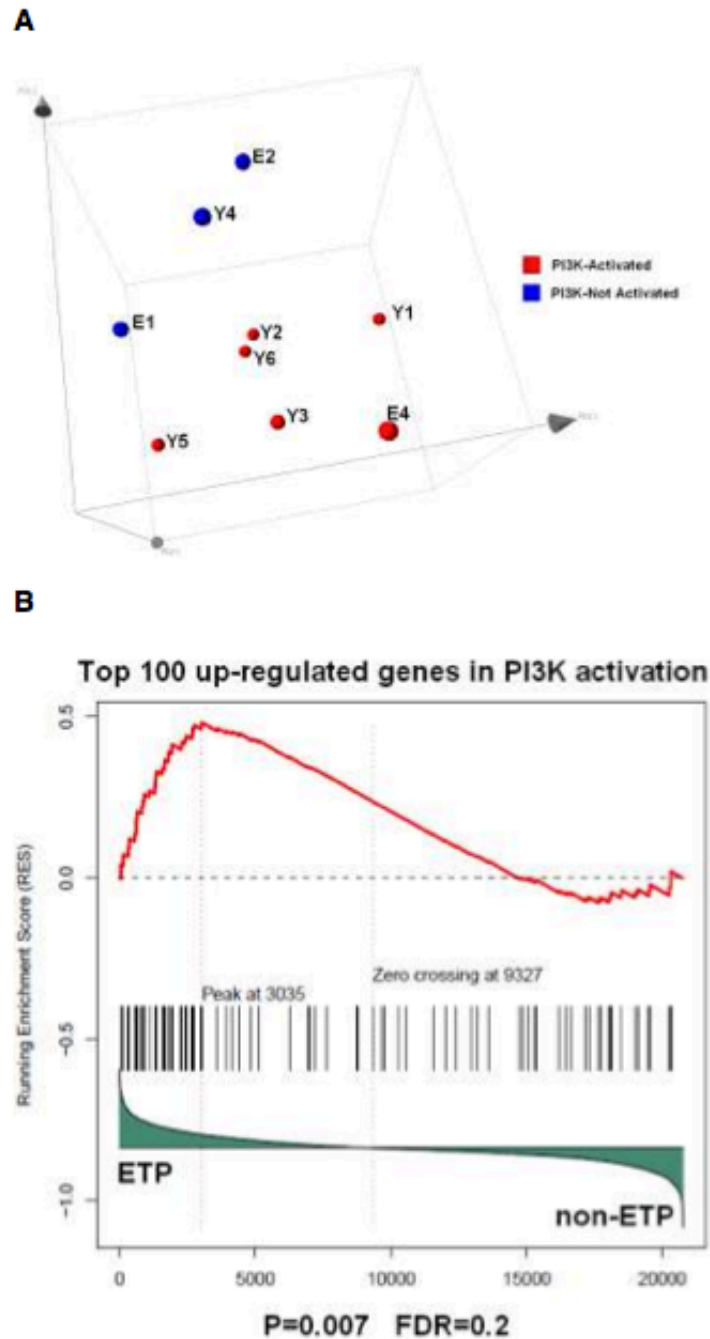 A
E2
Y4
PI3K-Activated
PI3K-Not Activated
E1
Y2
Y1
Y6
Y3
E4
Y5
B
Top 100 up-regulated genes in PI3K activation
Running Enrichment Score (RES)
0.5
0.0
−0.5
−1.0
Zero crossing at 9327
Peak at 3035
ETP
non-ETP
0 5000 10000 15000 20000
P=0.007 FDR=0.2